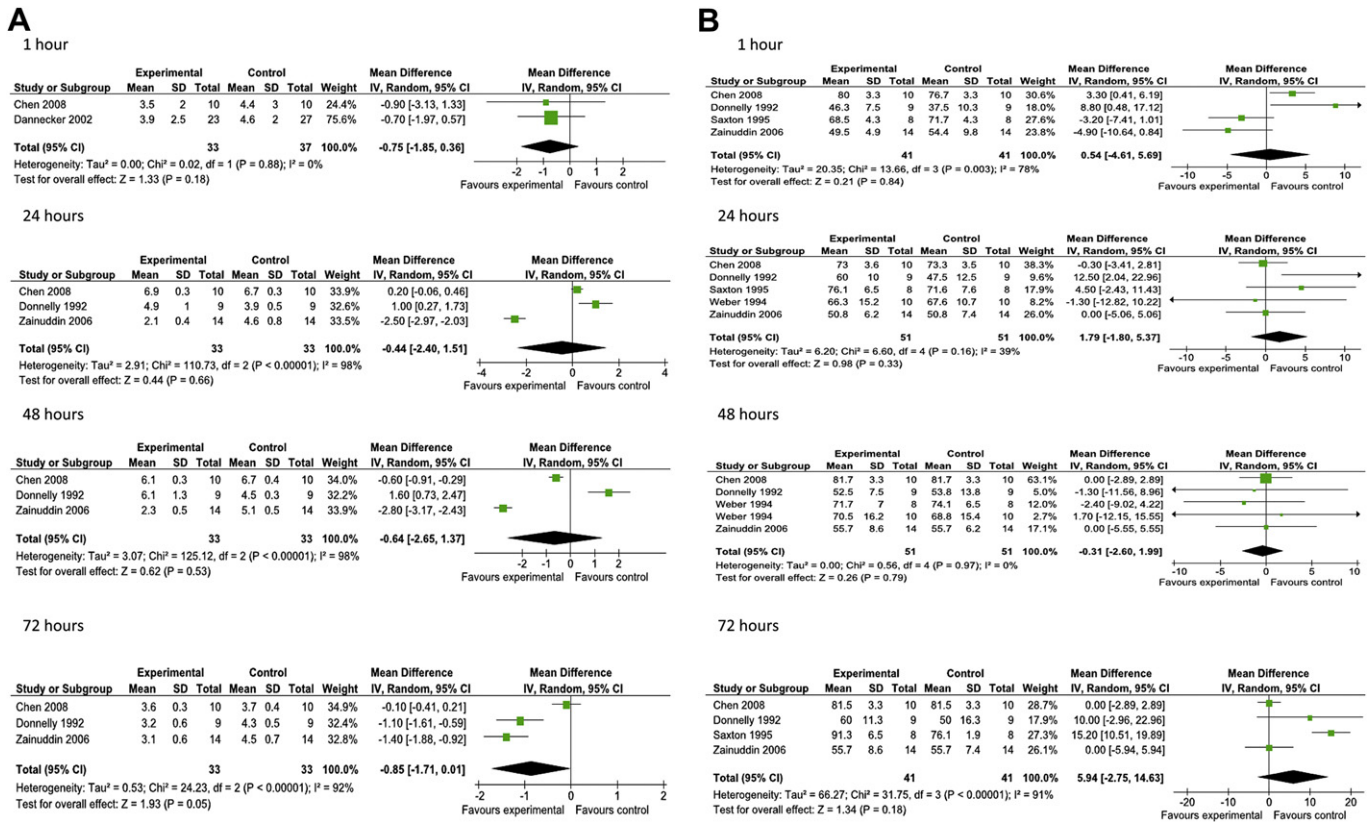 A
1 hour
Experimental Control Mean Difference Mean Difference
Study or Subgroup Mean SD Total Mean SD Total Weight IV, Random, 95% CI IV, Random, 95% CI
Chen 2008 3.5 2 10 4.4 3 10 24.4% -0.90 [-3.13, 1.33]
Dannecker 2002 3.9 2.5 23 4.6 2 27 75.6% -0.70 [-1.97, 0.57]
Total (95% CI) 33 37 100.0% -0.75 [-1.85, 0.36]
Heterogeneity: Tau² = 0.00; Chi² = 0.02, df = 1 (P = 0.88); I² = 0%
Test for overall effect: Z = 1.33 (P = 0.18)
-2 -1 0 1 2
Favours experimental Favours control
24 hours
Experimental Control Mean Difference Mean Difference
Study or Subgroup Mean SD Total Mean SD Total Weight IV, Random, 95% CI IV, Random, 95% CI
Chen 2008 6.9 0.3 10 6.7 0.3 10 33.9% 0.20 [-0.06, 0.46]
Donnelly 1992 4.9 1 9 3.9 0.5 9 32.6% 1.00 [0.27, 1.73]
Zainuddin 2006 2.1 0.4 14 4.6 0.8 14 33.5% -2.50 [-2.97, -2.03]
Total (95% CI) 33 33 100.0% -0.44 [-2.40, 1.51]
Heterogeneity: Tau² = 2.91; Chi² = 110.73, df = 2 (P < 0.00001); I² = 98%
Test for overall effect: Z = 0.44 (P = 0.66)
-4 -2 0 2 4
Favours experimental Favours control
48 hours
Experimental Control Mean Difference Mean Difference
Study or Subgroup Mean SD Total Mean SD Total Weight IV, Random, 95% CI IV, Random, 95% CI
Chen 2008 6.1 0.3 10 6.7 0.4 10 34.0% -0.60 [-0.91, -0.29]
Donnelly 1992 6.1 1.3 9 4.5 0.3 9 32.2% 1.60 [0.73, 2.47]
Zainuddin 2006 2.3 0.5 14 5.1 0.5 14 33.9% -2.80 [-3.17, -2.43]
Total (95% CI) 33 33 100.0% -0.64 [-2.65, 1.37]
Heterogeneity: Tau² = 3.07; Chi² = 125.12, df = 2 (P < 0.00001); I² = 98%
Test for overall effect: Z = 0.62 (P = 0.53)
-2 -1 0 1 2
Favours experimental Favours control
72 hours
Experimental Control Mean Difference Mean Difference
Study or Subgroup Mean SD Total Mean SD Total Weight IV, Random, 95% CI IV, Random, 95% CI
Chen 2008 3.6 0.3 10 3.7 0.4 10 34.9% -0.10 [-0.41, 0.21]
Donnelly 1992 3.2 0.6 9 4.3 0.5 9 32.4% -1.10 [-1.61, -0.59]
Zainuddin 2006 3.1 0.6 14 4.5 0.7 14 32.8% -1.40 [-1.88, -0.92]
Total (95% CI) 33 33 100.0% -0.85 [-1.71, 0.01]
Heterogeneity: Tau² = 0.53; Chi² = 24.23, df = 2 (P < 0.00001); I² = 92%
Test for overall effect: Z = 1.93 (P = 0.05)
-2 -1 0 1 2
Favours experimental Favours control
B
1 hour
Experimental Control Mean Difference Mean Difference
Study or Subgroup Mean SD Total Mean SD Total Weight IV, Random, 95% CI IV, Random, 95% CI
Chen 2008 80 3.3 10 76.7 3.3 10 30.6% 3.30 [0.41, 6.19]
Donnelly 1992 46.3 7.5 9 37.5 10.3 9 18.0% 8.80 [0.48, 17.12]
Saxton 1995 68.5 4.3 8 71.7 4.3 8 27.6% -3.20 [-7.41, 1.01]
Zainuddin 2006 49.5 4.9 14 54.4 9.8 14 23.8% -4.90 [-10.64, 0.84]
Total (95% CI) 41 41 100.0% 0.54 [-4.61, 5.69]
Heterogeneity: Tau² = 20.35; Chi² = 13.66, df = 3 (P = 0.003); I² = 78%
Test for overall effect: Z = 0.21 (P = 0.84)
-10 -5 0 5 10
Favours experimental Favours control
24 hours
Experimental Control Mean Difference Mean Difference
Study or Subgroup Mean SD Total Mean SD Total Weight IV, Random, 95% CI IV, Random, 95% CI
Chen 2008 73 3.6 10 73.3 3.5 10 38.3% -0.30 [-3.41, 2.81]
Donnelly 1992 60 10 9 47.5 12.5 9 9.7% 12.50 [2.04, 22.96]
Saxton 1995 76.1 6.5 8 71.6 7.6 8 17.9% 4.50 [-2.43, 11.43]
Weber 1994 66.3 15.2 10 67.6 10.7 10 8.2% -1.30 [-12.82, 10.22]
Zainuddin 2006 50.8 6.2 14 50.8 7.4 14 26.0% 0.00 [-5.06, 5.06]
Total (95% CI) 51 51 100.0% 1.79 [-1.80, 5.37]
Heterogeneity: Tau² = 6.20; Chi² = 6.60, df = 4 (P = 0.16); I² = 39%
Test for overall effect: Z = 0.98 (P = 0.33)
-10 -5 0 5 10
Favours experimental Favours control
48 hours
Experimental Control Mean Difference Mean Difference
Study or Subgroup Mean SD Total Mean SD Total Weight IV, Random, 95% CI IV, Random, 95% CI
Chen 2008 81.7 3.3 10 81.7 3.3 10 63.1% 0.00 [-2.89, 2.89]
Donnelly 1992 52.5 7.5 9 53.8 13.8 9 5.0% -1.30 [-11.56, 8.96]
Weber 1994 71.7 7 8 74.1 6.5 8 12.0% -2.40 [-9.02, 4.22]
Weber 1994 70.5 16.2 10 68.8 15.4 10 2.7% 1.70 [-12.15, 15.55]
Zainuddin 2006 55.7 8.6 14 55.7 6.2 14 17.1% 0.00 [-5.55, 5.55]
Total (95% CI) 51 51 100.0% -0.31 [-2.60, 1.99]
Heterogeneity: Tau² = 0.00; Chi² = 0.56, df = 4 (P = 0.97); I² = 0%
Test for overall effect: Z = 0.26 (P = 0.79)
-10 -5 0 5 10
Favours experimental Favours control
72 hours
Experimental Control Mean Difference Mean Difference
Study or Subgroup Mean SD Total Mean SD Total Weight IV, Random, 95% CI IV, Random, 95% CI
Chen 2008 81.5 3.3 10 81.5 3.3 10 28.7% 0.00 [-2.89, 2.89]
Donnelly 1992 60 11.3 9 50 16.3 9 17.9% 10.00 [-2.96, 22.96]
Saxton 1995 91.3 6.5 8 76.1 1.9 8 27.3% 15.20 [10.51, 19.89]
Zainuddin 2006 55.7 8.6 14 55.7 7.4 14 26.1% 0.00 [-5.94, 5.94]
Total (95% CI) 41 41 100.0% 5.94 [-2.75, 14.63]
Heterogeneity: Tau² = 66.27; Chi² = 31.75, df = 3 (P < 0.00001); I² = 91%
Test for overall effect: Z = 1.34 (P = 0.18)
-20 -10 0 10 20
Favours experimental Favours control